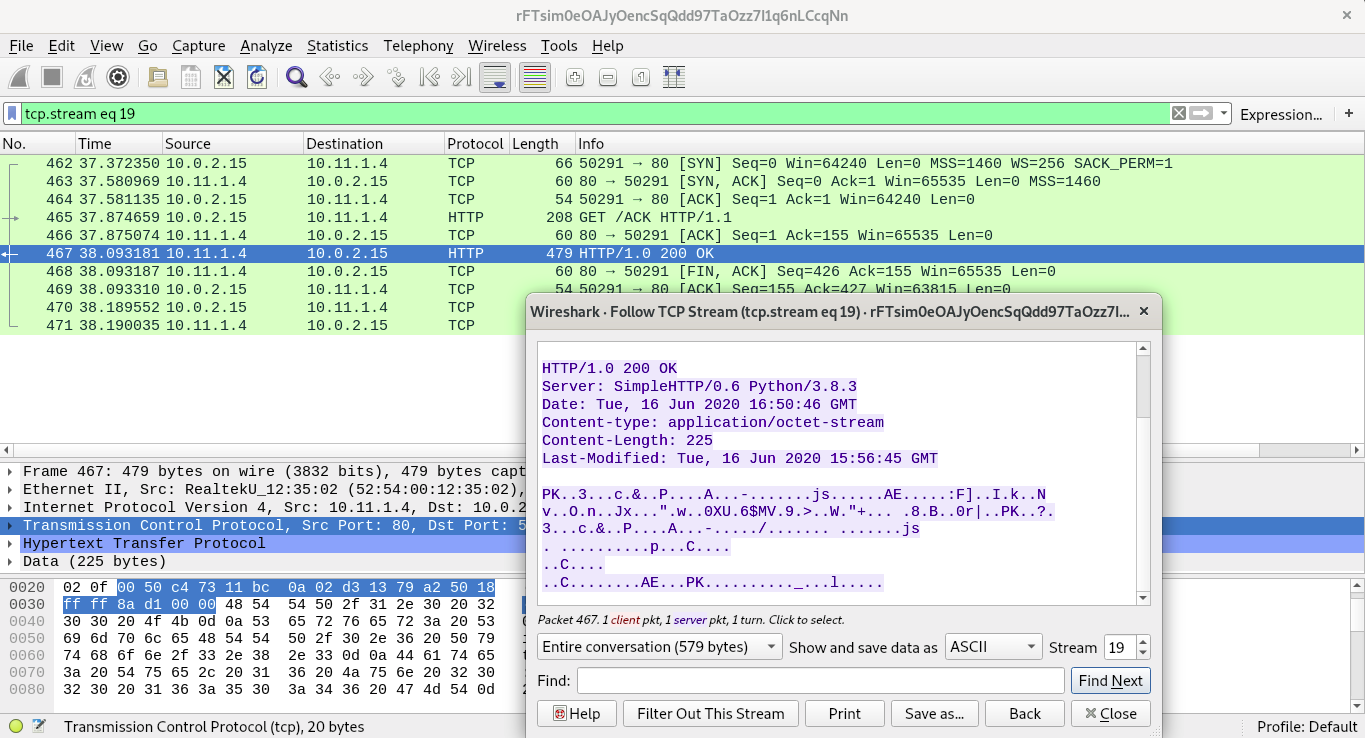 rFTsim0eOAJyOencSqQdd97TaOzz7I1q6nLCcqNn
File Edit View Go Capture Analyze Statistics Telephony Wireless Tools Help
tcp.stream eq 19 Expression... +
No. Time Source Destination Protocol Length Info
462 37.372350 10.0.2.15 10.11.1.4 TCP 66 50291 → 80 [SYN] Seq=0 Win=64240 Len=0 MSS=1460 WS=256 SACK_PERM=1
463 37.580969 10.11.1.4 10.0.2.15 TCP 60 80 → 50291 [SYN, ACK] Seq=0 Ack=1 Win=65535 Len=0 MSS=1460
464 37.581135 10.0.2.15 10.11.1.4 TCP 54 50291 → 80 [ACK] Seq=1 Ack=1 Win=64240 Len=0
465 37.874659 10.0.2.15 10.11.1.4 HTTP 208 GET /ACK HTTP/1.1
466 37.875074 10.11.1.4 10.0.2.15 TCP 60 80 → 50291 [ACK] Seq=1 Ack=155 Win=65535 Len=0
467 38.093181 10.11.1.4 10.0.2.15 HTTP 479 HTTP/1.0 200 OK
468 38.093187 10.11.1.4 10.0.2.15 TCP 60 80 → 50291 [FIN, ACK] Seq=426 Ack=155 Win=65535 Len=0
469 38.093310 10.0.2.15 10.11.1.4 TCP 54 50291 → 80 [ACK] Seq=155 Ack=427 Win=63815 Len=0
470 38.189552 10.0.2.15 10.11.1.4 TCP
471 38.190035 10.11.1.4 10.0.2.15 TCP
Frame 467: 479 bytes on wire (3832 bits), 479 bytes capt
Ethernet II, Src: RealtekU_12:35:02 (52:54:00:12:35:02),
Internet Protocol Version 4, Src: 10.11.1.4, Dst: 10.0.2
Transmission Control Protocol, Src Port: 80, Dst Port: 5
Hypertext Transfer Protocol
Data (225 bytes)
0020 02 0f 00 50 c4 73 11 bc 0a 02 d3 13 79 a2 50 18
0030 ff ff 8a d1 00 00 48 54 54 50 2f 31 2e 30 20 32
0040 30 30 20 4f 4b 0d 0a 53 65 72 76 65 72 3a 20 53
0050 69 6d 70 6c 65 48 54 54 50 2f 30 2e 36 20 50 79
0060 74 68 6f 6e 2f 33 2e 38 2e 33 0d 0a 44 61 74 65
0070 3a 20 54 75 65 2c 20 31 36 20 4a 75 6e 20 32 30
0080 32 30 20 31 36 3a 35 30 3a 34 36 20 47 4d 54 0d
Transmission Control Protocol (tcp), 20 bytes
Profile: Default
Wireshark · Follow TCP Stream (tcp.stream eq 19) · rFTsim0eOAJyOencSqQdd97TaOzz7I...
HTTP/1.0 200 OK
Server: SimpleHTTP/0.6 Python/3.8.3
Date: Tue, 16 Jun 2020 16:50:46 GMT
Content-type: application/octet-stream
Content-Length: 225
Last-Modified: Tue, 16 Jun 2020 15:56:45 GMT
PK..3...c.&..P....A...-.......js......AE.....:F]..I.k..N
v..O.n..Jx...".w..0XU.6$MV.9.>..W."+... .8.B..0r|..PK..?.
3...c.&..P....A...-...../....... .......js
. ..........p...C....
..C....
..C........AE...PK.........._...l.....
Packet 467. 1 client pkt, 1 server pkt, 1 turn. Click to select.
Entire conversation (579 bytes) Show and save data as ASCII Stream 19
Find: Find Next
Help Filter Out This Stream Print Save as... Back Close